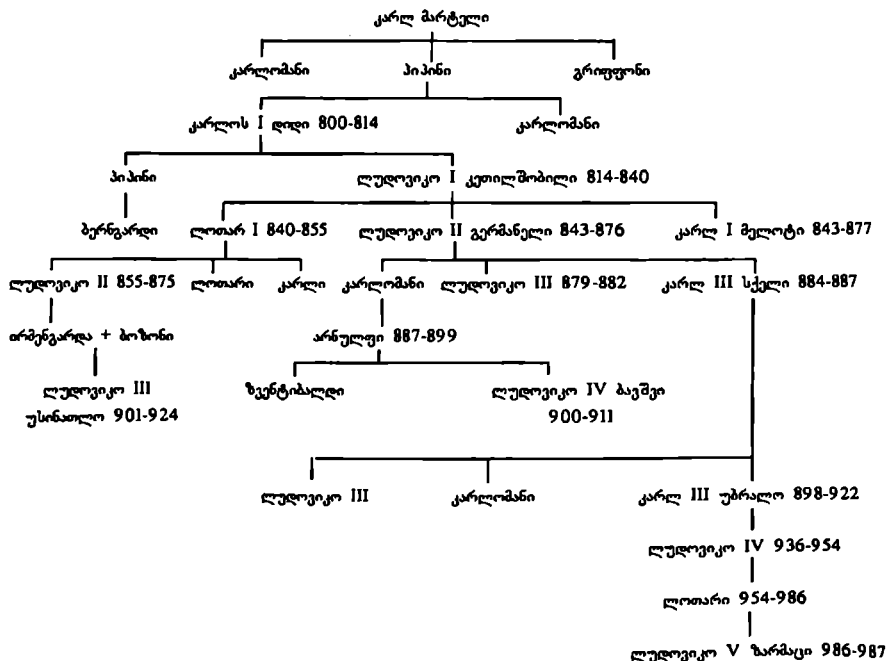 კარლ მარტელი
კარლომანი პიპინი გრიფფონი
კარლოს I დიდი 800-814 კარლომანი
პიპინი ლუდოვიკო I კეთილშობილი 814-840
ბერნგარდი ლოთარ I 840-855 ლუდოვიკო II გერმანელი 843-876 კარლ I მელოტი 843-877
ლუდოვიკო II 855-875 ლოთარი კარლი კარლომანი ლუდოვიკო III 879-882 კარლ III სქელი 884-887
ირმენგარდა + ბოზონი არნულფი 887-899
ლუდოვიკო III ზვენტიბალდი ლუდოვიკო IV ბავშვი
უსინათლო 901-924 900-911
ლუდოვიკო III კარლომანი კარლ III უბრალო 898-922
ლუდოვიკო IV 936-954
ლოთარი 954-986
ლუდოვიკო V ზარმაცი 986-987